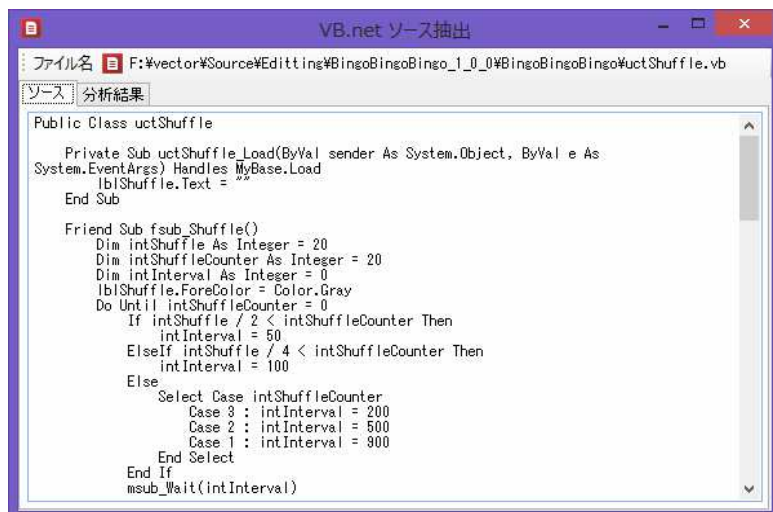 VB.net ソース抽出
ファイル名 F:¥vector¥Source¥Editting¥BingoBingoBingo_1_0_0¥BingoBingoBingo¥uctShuffle.vb
ソース 分析結果
Public Class uctShuffle
Private Sub uctShuffle_Load(ByVal sender As System.Object, ByVal e As
System.EventArgs) Handles MyBase.Load
lblShuffle.Text = ""
End Sub
Friend Sub fsub_Shuffle()
Dim intShuffle As Integer = 20
Dim intShuffleCounter As Integer = 20
Dim intInterval As Integer = 0
lblShuffle.ForeColor = Color.Gray
Do Until intShuffleCounter = 0
If intShuffle / 2 < intShuffleCounter Then
intInterval = 50
ElseIf intShuffle / 4 < intShuffleCounter Then
intInterval = 100
Else
Select Case intShuffleCounter
Case 3 : intInterval = 200
Case 2 : intInterval = 500
Case 1 : intInterval = 900
End Select
End If
msub_Wait(intInterval)